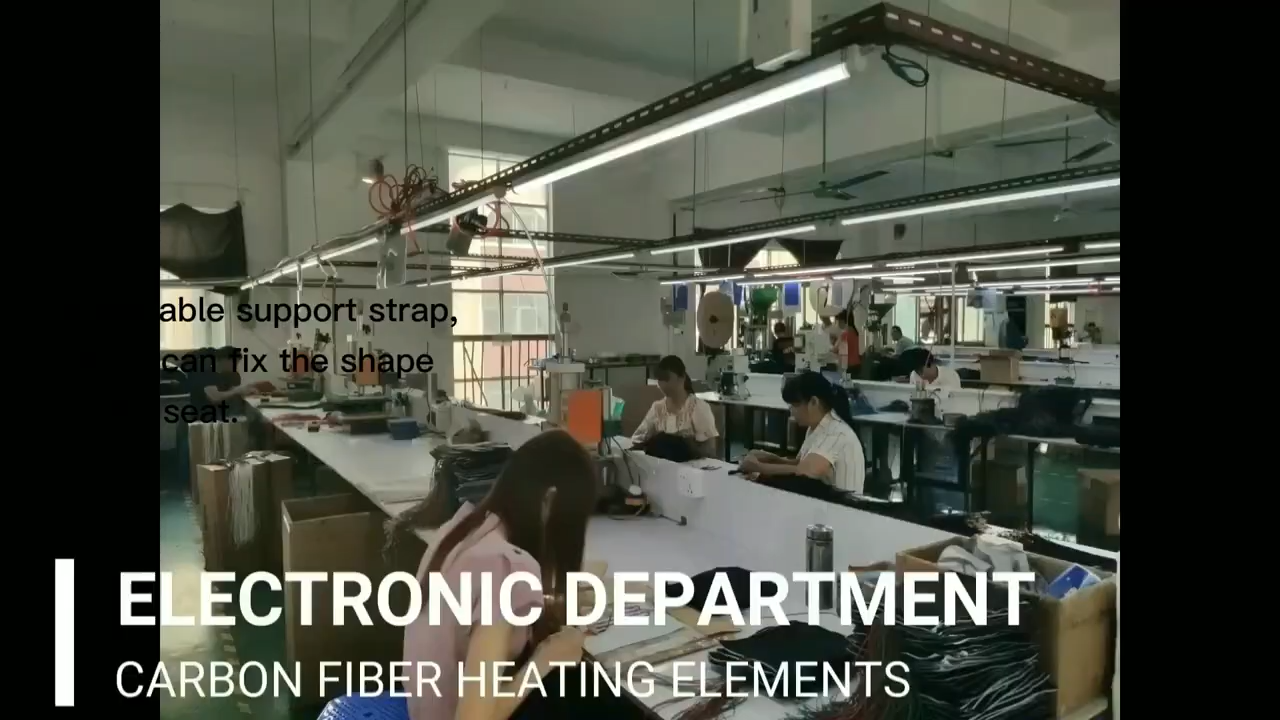 able support strap,
can fix the shape
seat.
ELECTRONIC DEPARTMENT
CARBON FIBER HEATING ELEMENTS